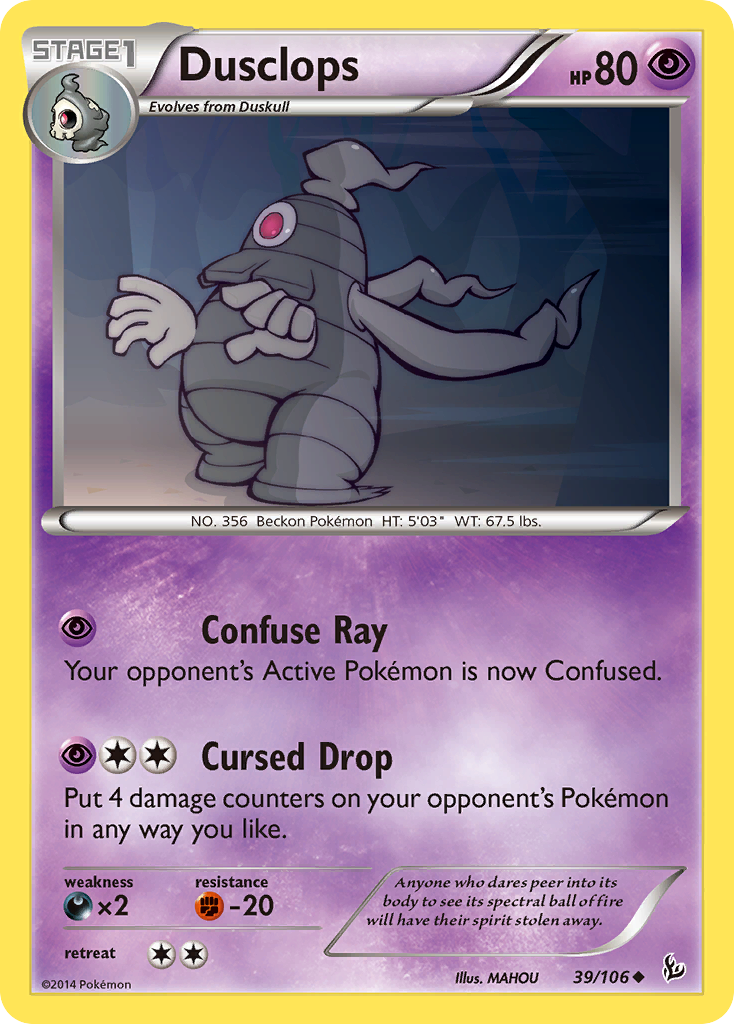 STAGE1
Dusclops
HP80
Evolves from Duskull
NO. 356 Beckon Pokémon HT: 5'03" WT: 67.5 lbs.
Confuse Ray
Your opponent's Active Pokémon is now Confused.
Cursed Drop
Put 4 damage counters on your opponent's Pokémon
in any way you like.
weakness
×2
resistance
-20
retreat
Anyone who dares peer into its
body to see its spectral ball of fire
will have their spirit stolen away.
©2014 Pokémon
Illus. MAHOU
39/106